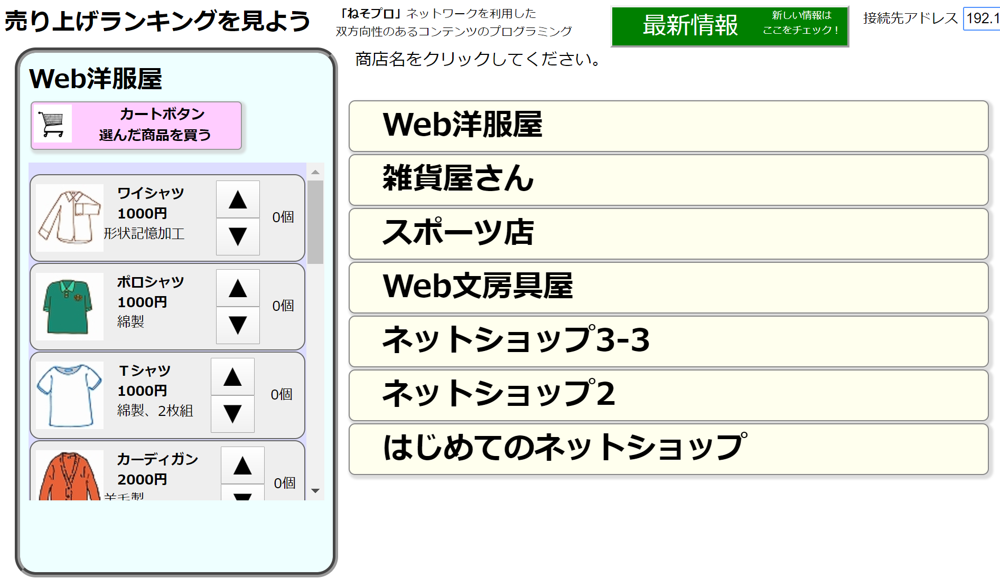 売り上げランキングを見よう
「ねそプロ」ネットワークを利用した
双方向性のあるコンテンツのプログラミング
最新情報
新しい情報は
ここをチェック！
接続先アドレス 192.1
商店名をクリックしてください。
Web洋服屋
カートボタン
選んだ商品を買う
ワイシャツ
1000円
形状記憶加工
▲
▼
0個
ポロシャツ
1000円
綿製
▲
▼
0個
Tシャツ
1000円
綿製、2枚組
▲
▼
0個
カーディガン
2000円
羊毛製
▲
▼
0個
Web洋服屋
雑貨屋さん
スポーツ店
Web文房具屋
ネットショップ3-3
ネットショップ2
はじめてのネットショップ